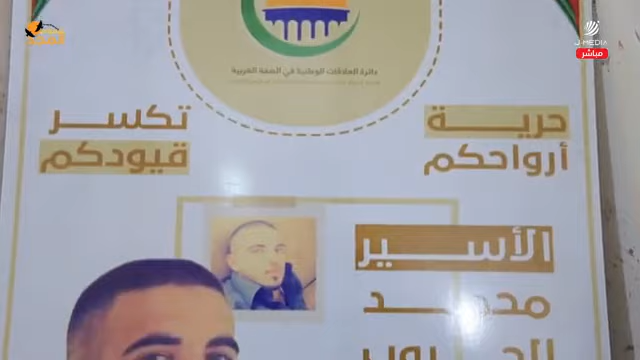 J-MEDIA
مباشر
دائرة العلاقات الوطنية في الضفة الغربية
حرية
أرواحكم
تكسر
قيودكم
الأسير
محمد